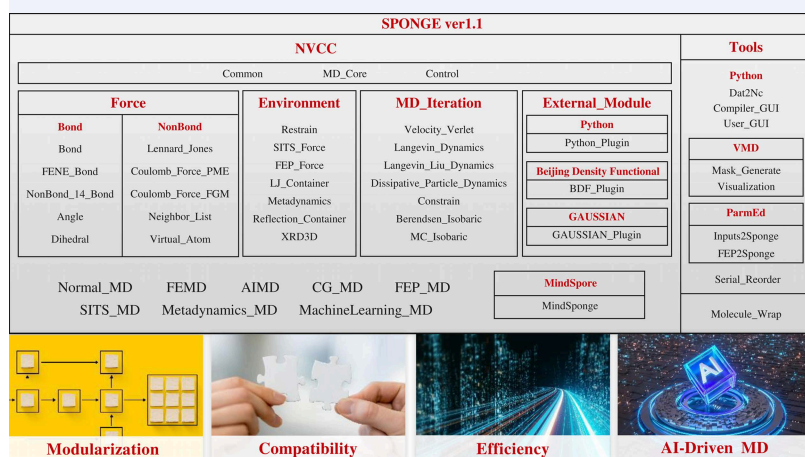 SPONGE ver1.1
NVCC
Common MD_Core Control
Force
Bond
Bond
FENE_Bond
NonBond_14_Bond
Angle
Dihedral
NonBond
Lennard_Jones
Coulomb_Force_PME
Coulomb_Force_FGM
Neighbor_List
Virtual_Atom
Environment
Restrain
SITS_Force
FEP_Force
LJ_Container
Metadynamics
Reflection_Container
XRD3D
MD_Iteration
Velocity_Verlet
Langevin_Dynamics
Langevin_Liu_Dynamics
Dissipative_Particle_Dynamics
Constrain
Berendsen_Isobaric
MC_Isobaric
External_Module
Python
Python_Plugin
Beijing Density Functional
BDF_Plugin
GAUSSIAN
GAUSSIAN_Plugin
Normal_MD FEMD AIMD CG_MD FEP_MD
SITS_MD Metadynamics_MD MachineLearning_MD
MindSpore
MindSponge
Tools
Python
Dat2Nc
Compiler_GUI
User_GUI
VMD
Mask_Generate
Visualization
ParmEd
Inputs2Sponge
FEP2Sponge
Serial_Reorder
Molecule_Wrap
AI
Modularization
Compatibility
Efficiency
AI-Driven MD